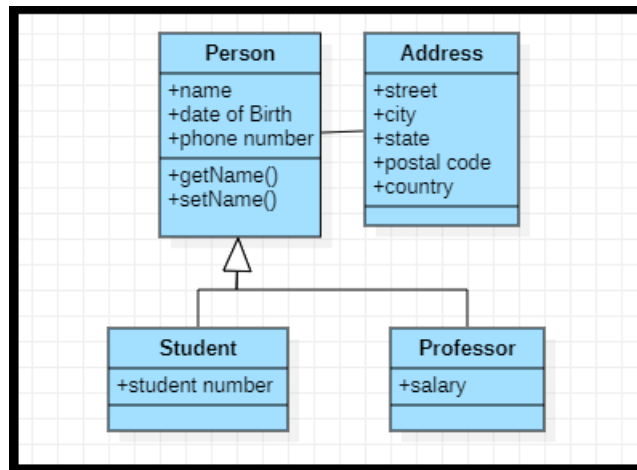 Person
+name
+date of Birth
+phone number
+getName()
+setName()
Address
+street
+city
+state
+postal code
+country
Student
+student number
Professor
+salary